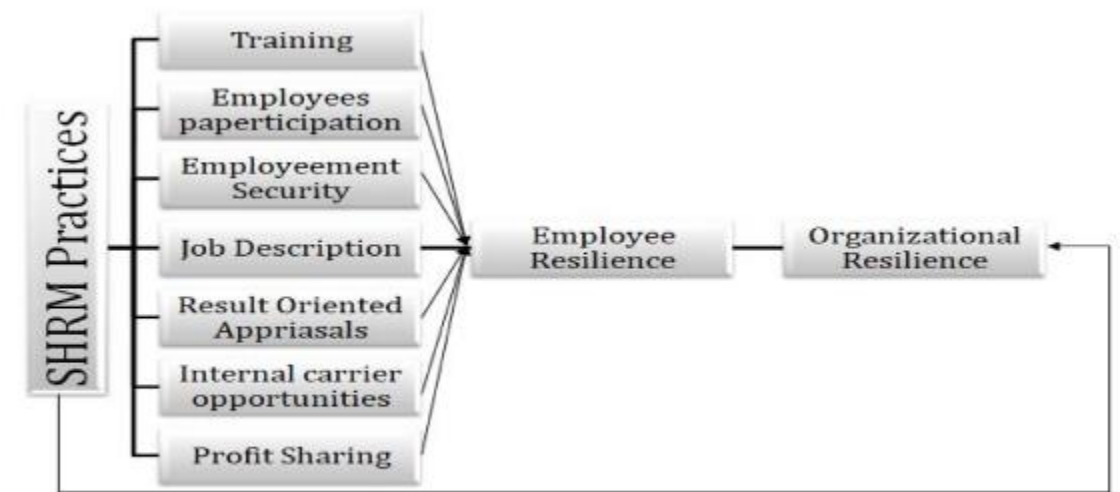 SHRM Practices
Training
Employees
paperticipation
Employeement
Security
Job Description
Result Oriented
Appriasals
Internal carrier
opportunities
Profit Sharing
Employee
Resilience
Organizational
Resilience